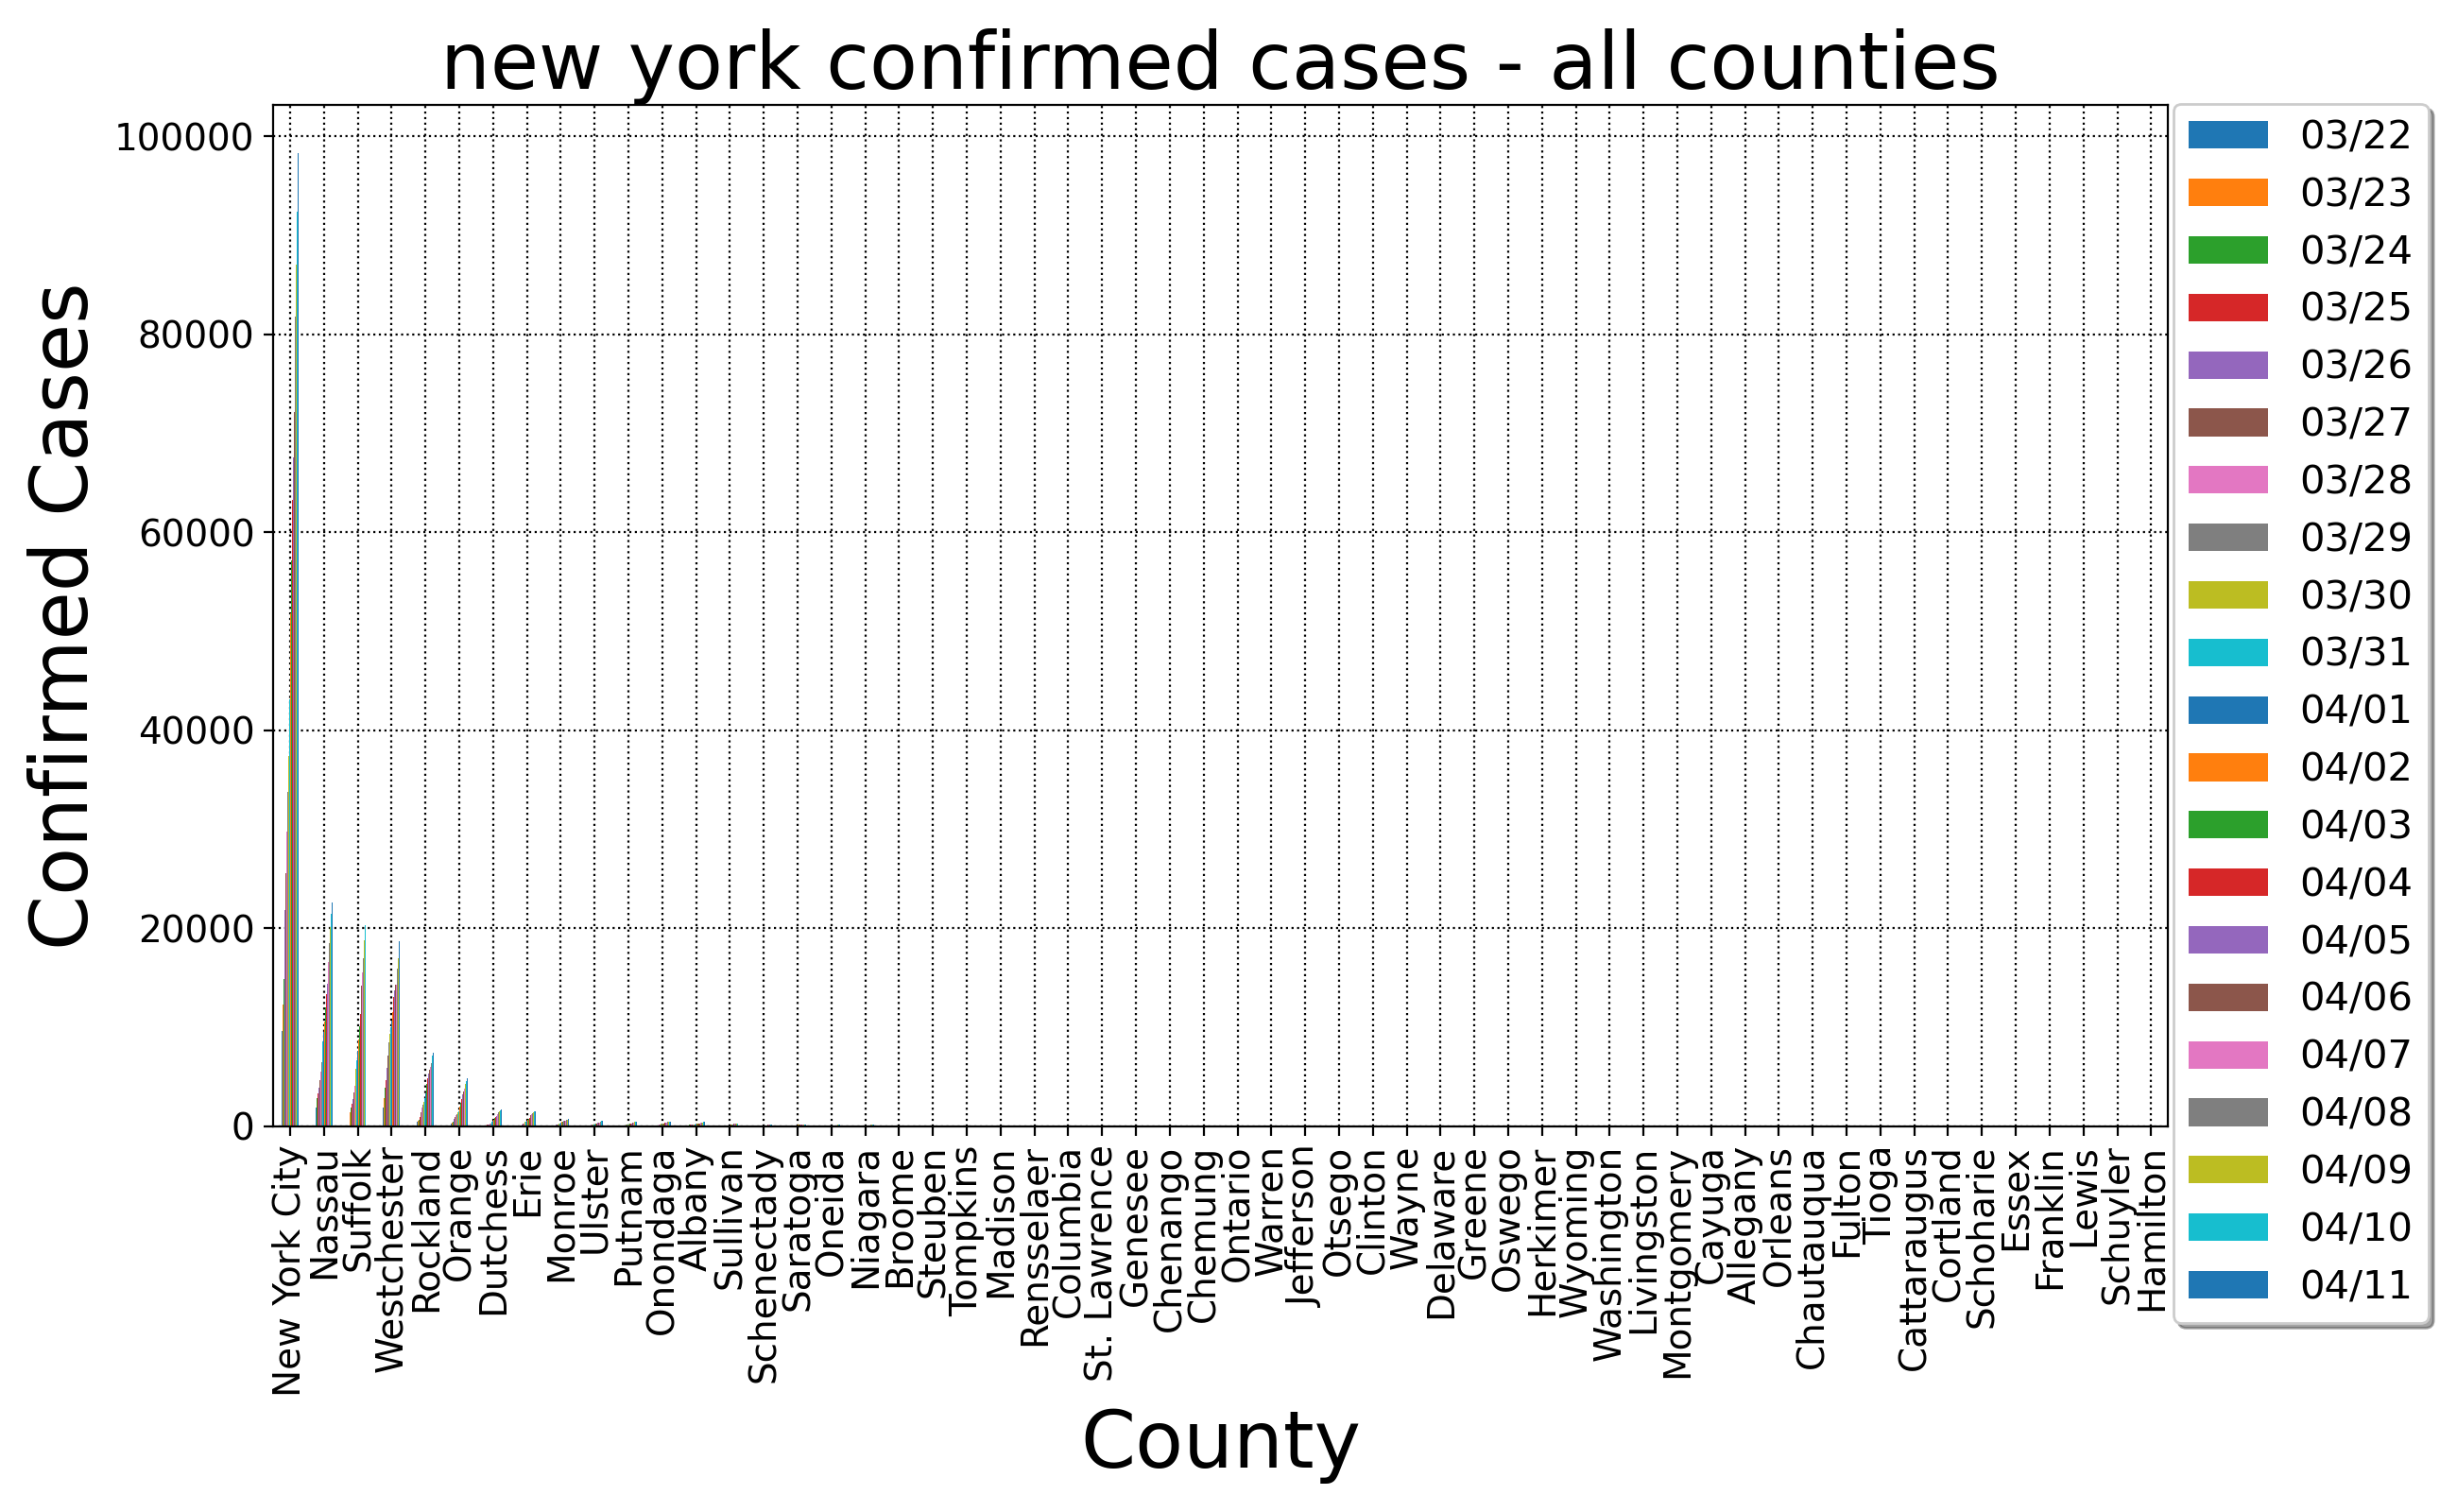 new york confirmed cases - all counties
Confirmed Cases
100000
80000
60000
40000
20000
0
New York City
Nassau
Suffolk
Westchester
Rockland
Orange
Dutchess
Erie
Monroe
Ulster
Putnam
Onondaga
Albany
Sullivan
Schenectady
Saratoga
Oneida
Niagara
Broome
Steuben
Tompkins
Madison
Rensselaer
Columbia
St. Lawrence
Genesee
Chenango
Chemung
Ontario
Warren
Jefferson
Otsego
Clinton
Wayne
Delaware
Greene
Oswego
Herkimer
Wyoming
Washington
Livingston
Montgomery
Cayuga
Allegany
Orleans
Chautauqua
Fulton
Tioga
Cattaraugus
Cortland
Schoharie
Essex
Franklin
Lewis
Schuyler
Hamilton
County
03/22
03/23
03/24
03/25
03/26
03/27
03/28
03/29
03/30
03/31
04/01
04/02
04/03
04/04
04/05
04/06
04/07
04/08
04/09
04/10
04/11